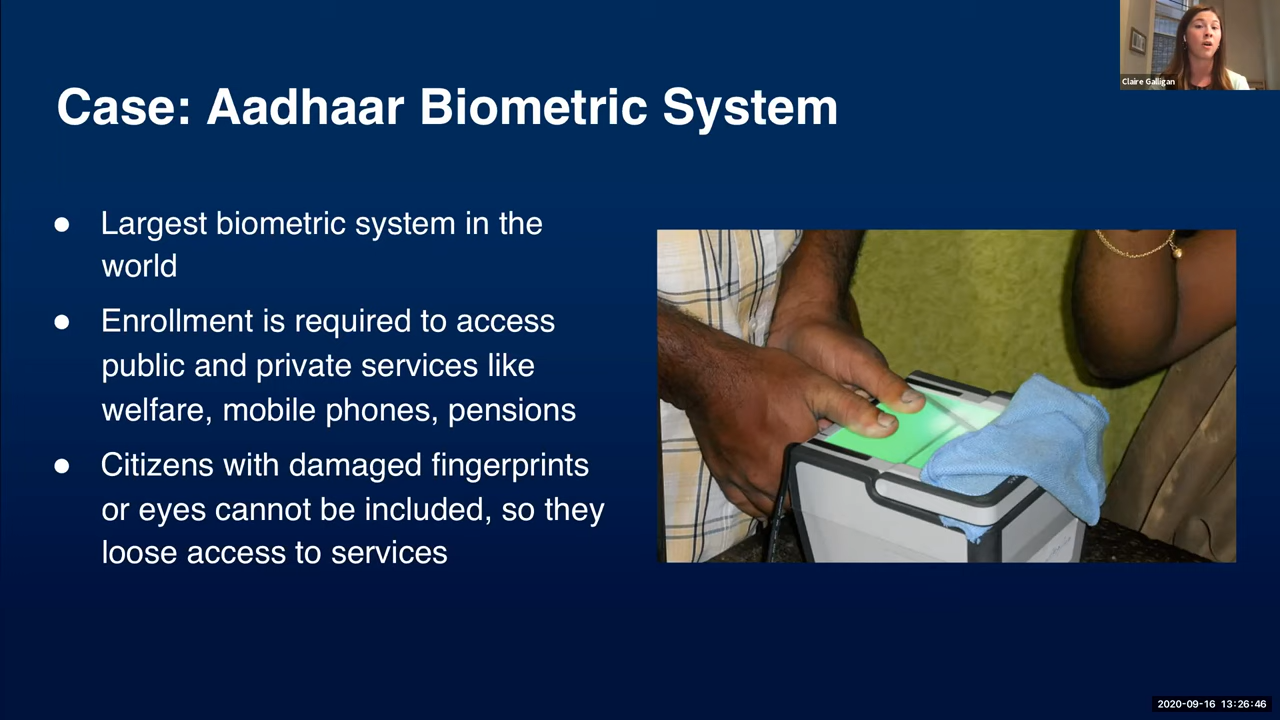 Claire Galligan
Case: Aadhaar Biometric System
● Largest biometric system in the
world
● Enrollment is required to access
public and private services like
welfare, mobile phones, pensions
● Citizens with damaged fingerprints
or eyes cannot be included, so they
loose access to services
2020-09-16 13:26:46